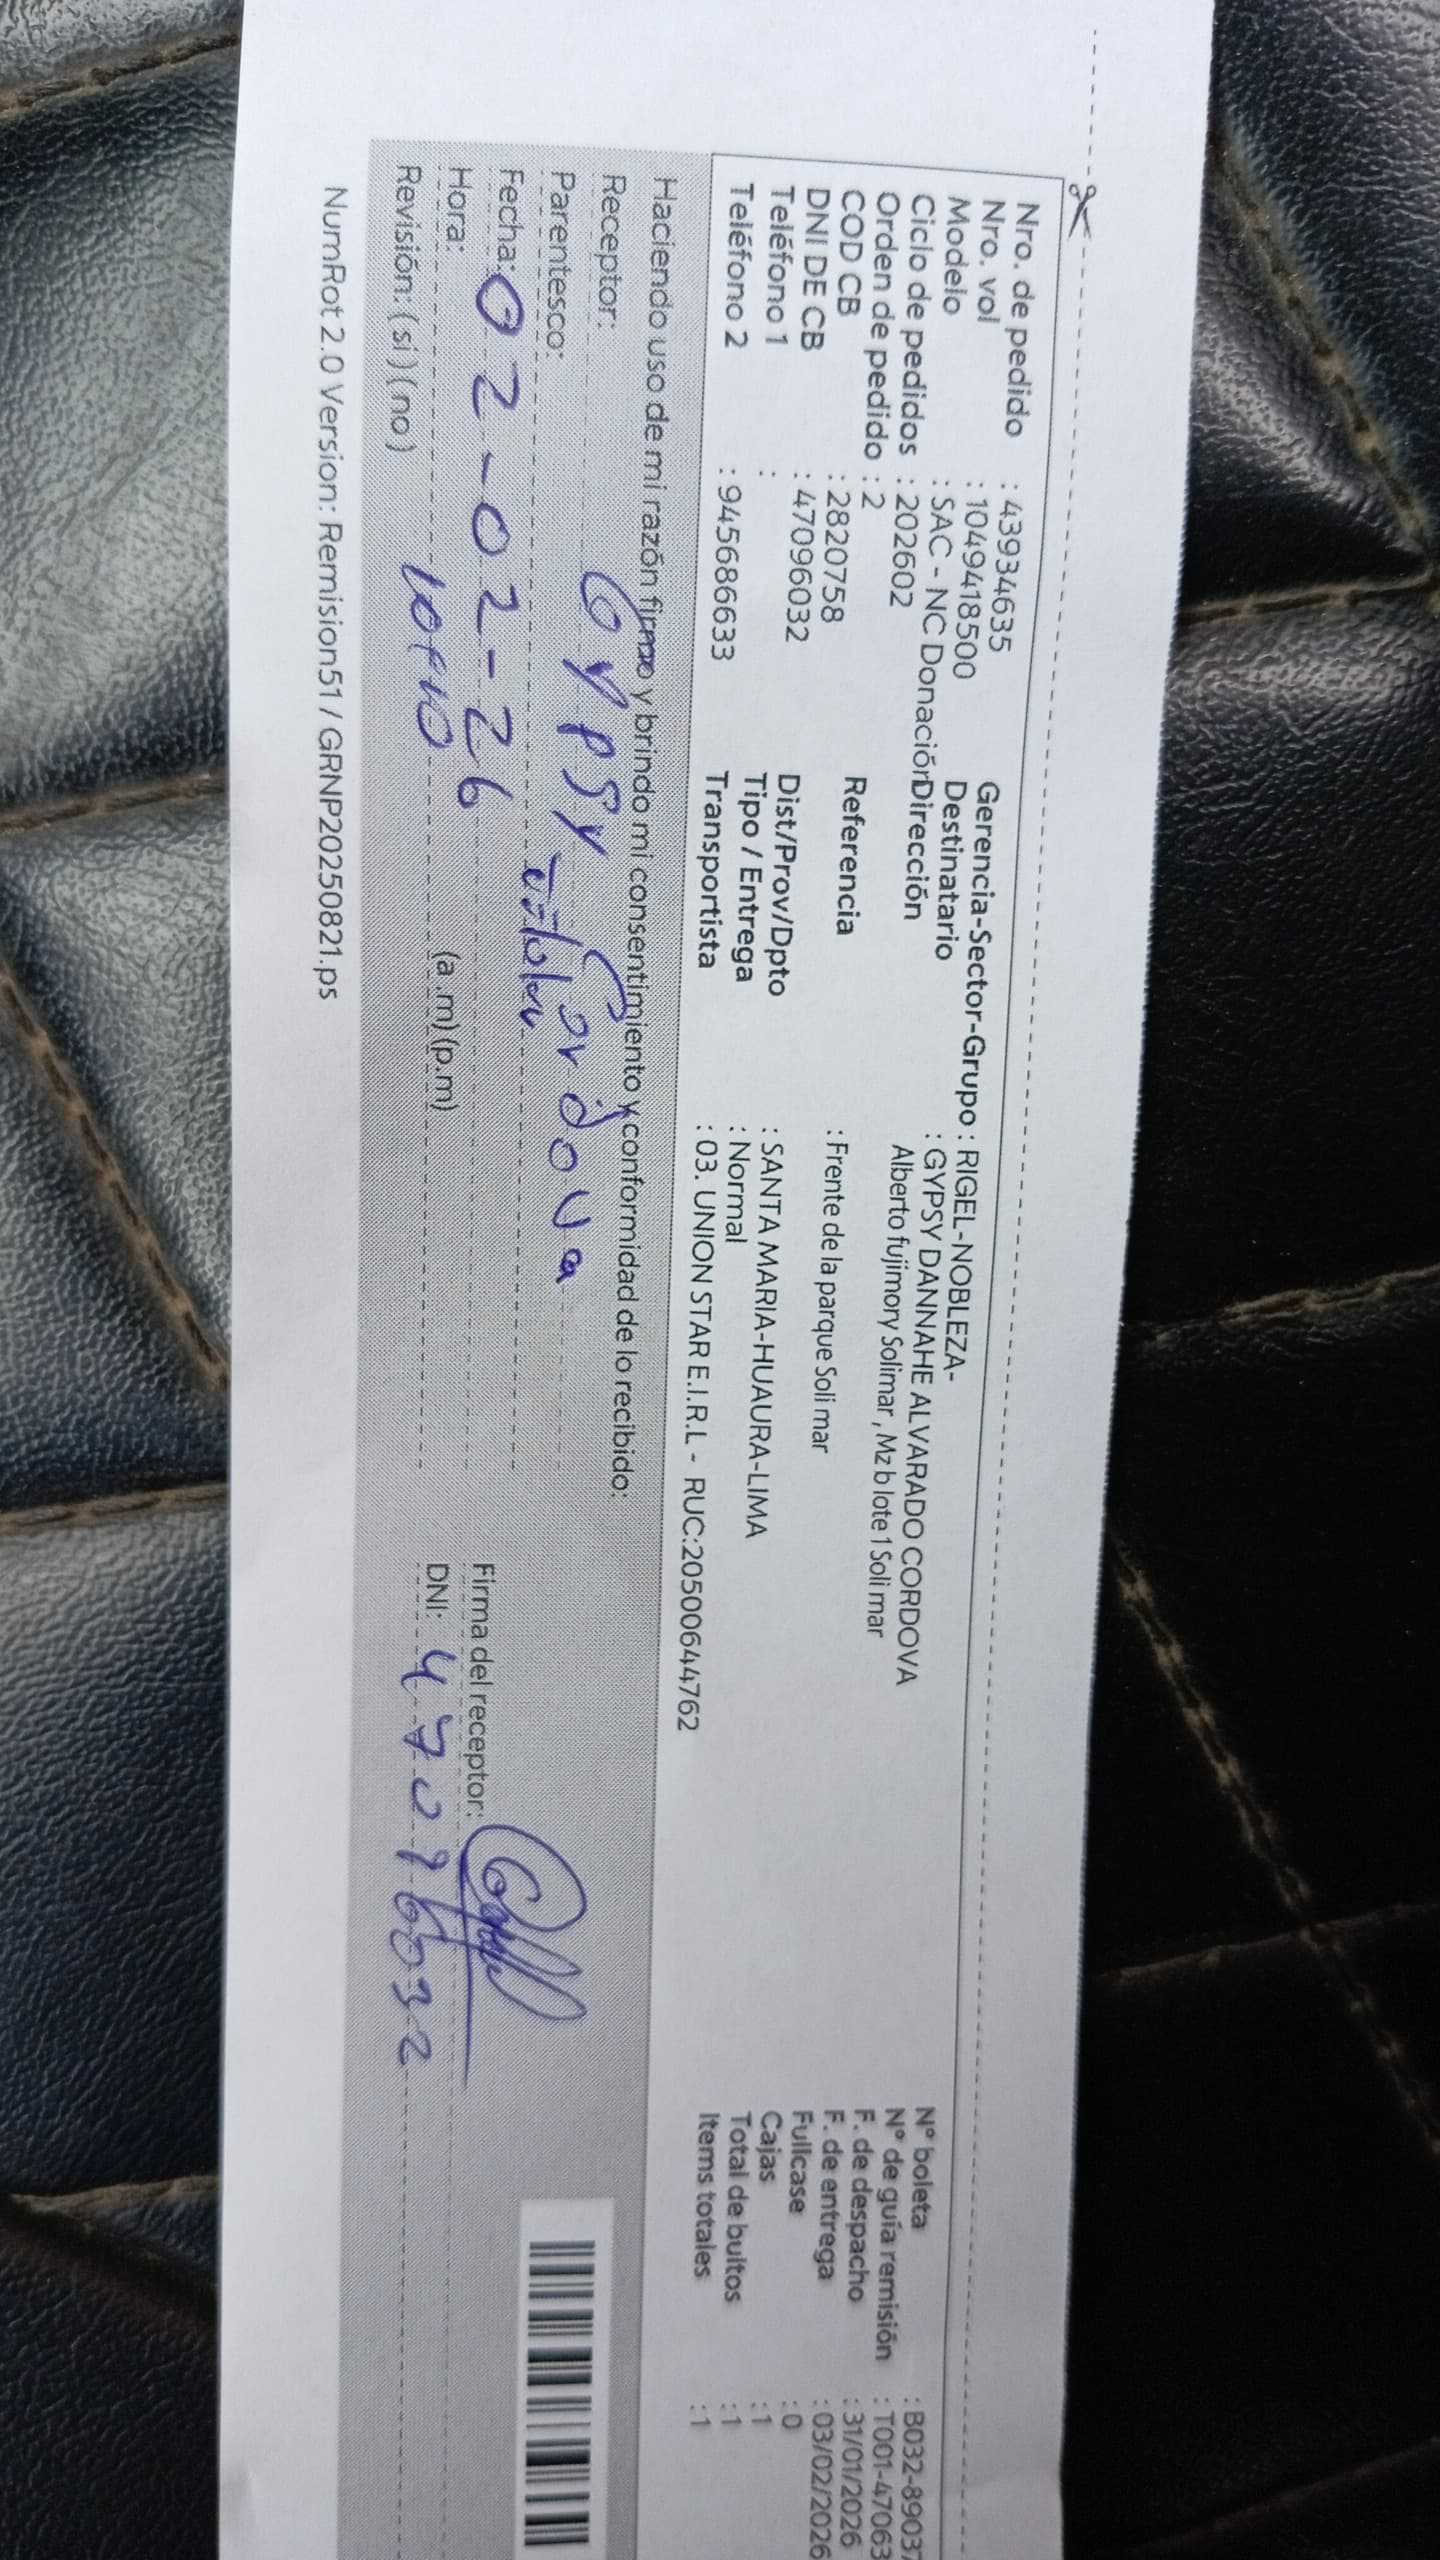 Nro. de pedido : 43934635
Nro. vol : 1049418500
Modelo : SAC - NC Donación
Ciclo de pedidos : 202602
Orden de pedido : 2
COD CB : 2820758
DNI DE CB : 47096032
Teléfono 1 :
Teléfono 2 : 945686633
Gerencia-Sector-Grupo : RIGEL-NOBLEZA-
Destinatario : GYPSY DANNAHE ALVARADO CORDOVA
Dirección Alberto fujimory Solimar , Mz b lote 1 Soli mar
Referencia : Frente de la parque Soli mar
Dist/Prov/Dpto : SANTA MARIA-HUAURA-LIMA
Tipo / Entrega : Normal
Transportista : 03. UNION STAR E.I.R.L - RUC:20500644762
N° boleta : B032-89037
N° de guía remisión : T001-47063
F. de despacho : 31/01/2026
F. de entrega : 03/02/2026
Fullcase : 0
Cajas : 1
Total de bultos : 1
Items totales : 1
Haciendo uso de mi razón firmo y brindo mi consentimiento y conformidad de lo recibido:
Receptor: Gypsy Cordova
Parentesco:
Fecha: 02-02-26
Hora: (a.m) (p.m)
Revisión: ( si ) ( no )
Firma del receptor:
DNI: 47096032
NumRot 2.0 Version: Remision51 / GRNP20250821.ps